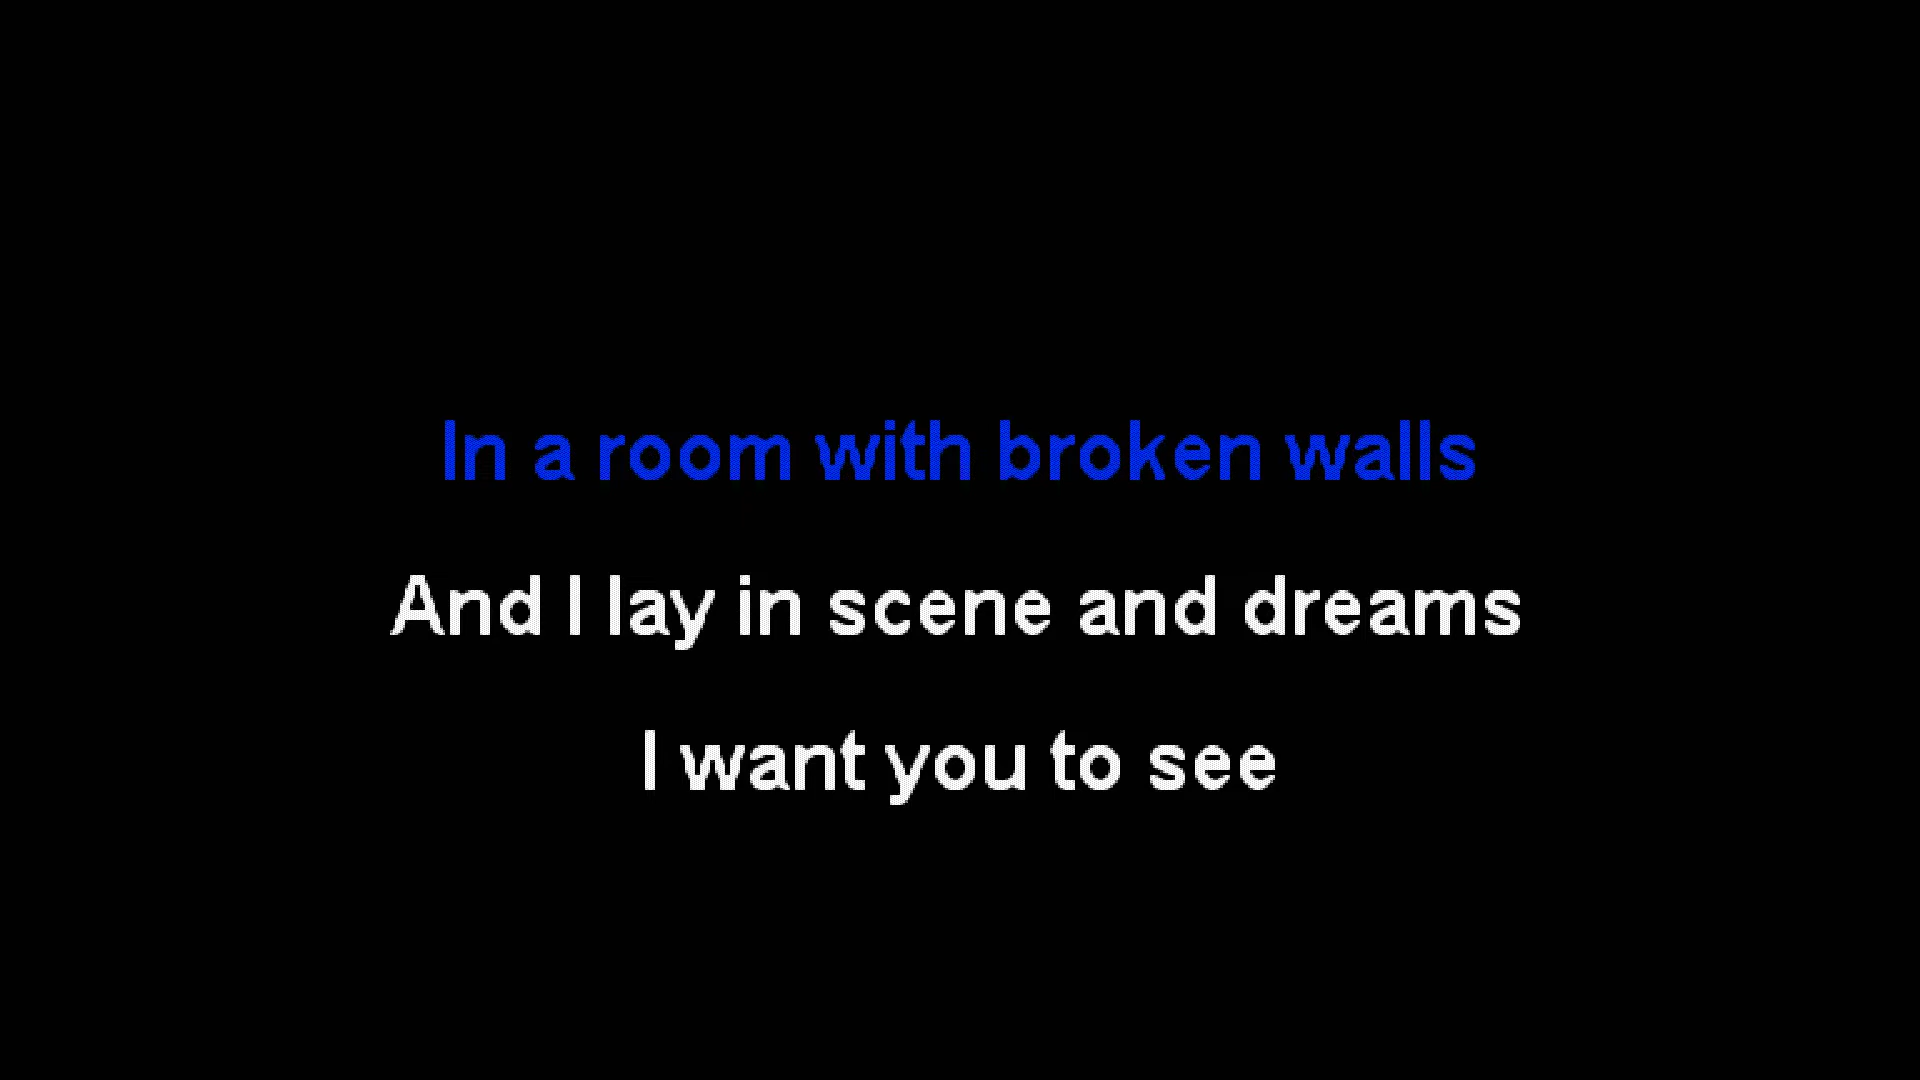 In a room with broken walls
And I lay in scene and dreams
I want you to see